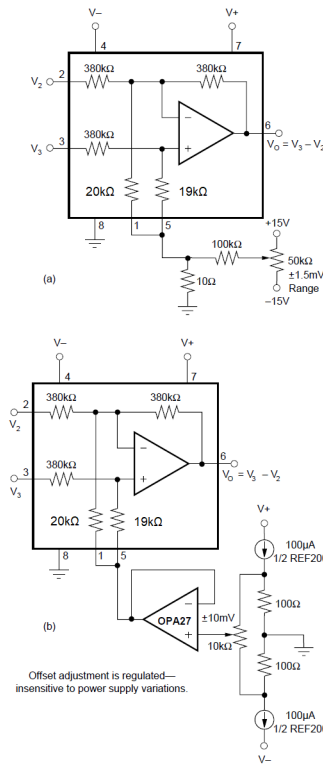 V– V+
4 7
380kΩ 380kΩ
V2 2
6
VO = V3 – V2
380kΩ
V3 3
20kΩ 19kΩ
8 1 5
+15V
100kΩ
50kΩ
±1.5mV
Range
10Ω
–15V
(a)
V– V+
4 7
380kΩ 380kΩ
2
V2
6
VO = V3 – V2
380kΩ
3
V3
20kΩ 19kΩ
8 1 5
V+
100µA
1/2 REF200
OPA27
±10mV
10kΩ
100Ω
100Ω
(b)
Offset adjustment is regulated—
insensitive to power supply variations.
100µA
1/2 REF200
V–